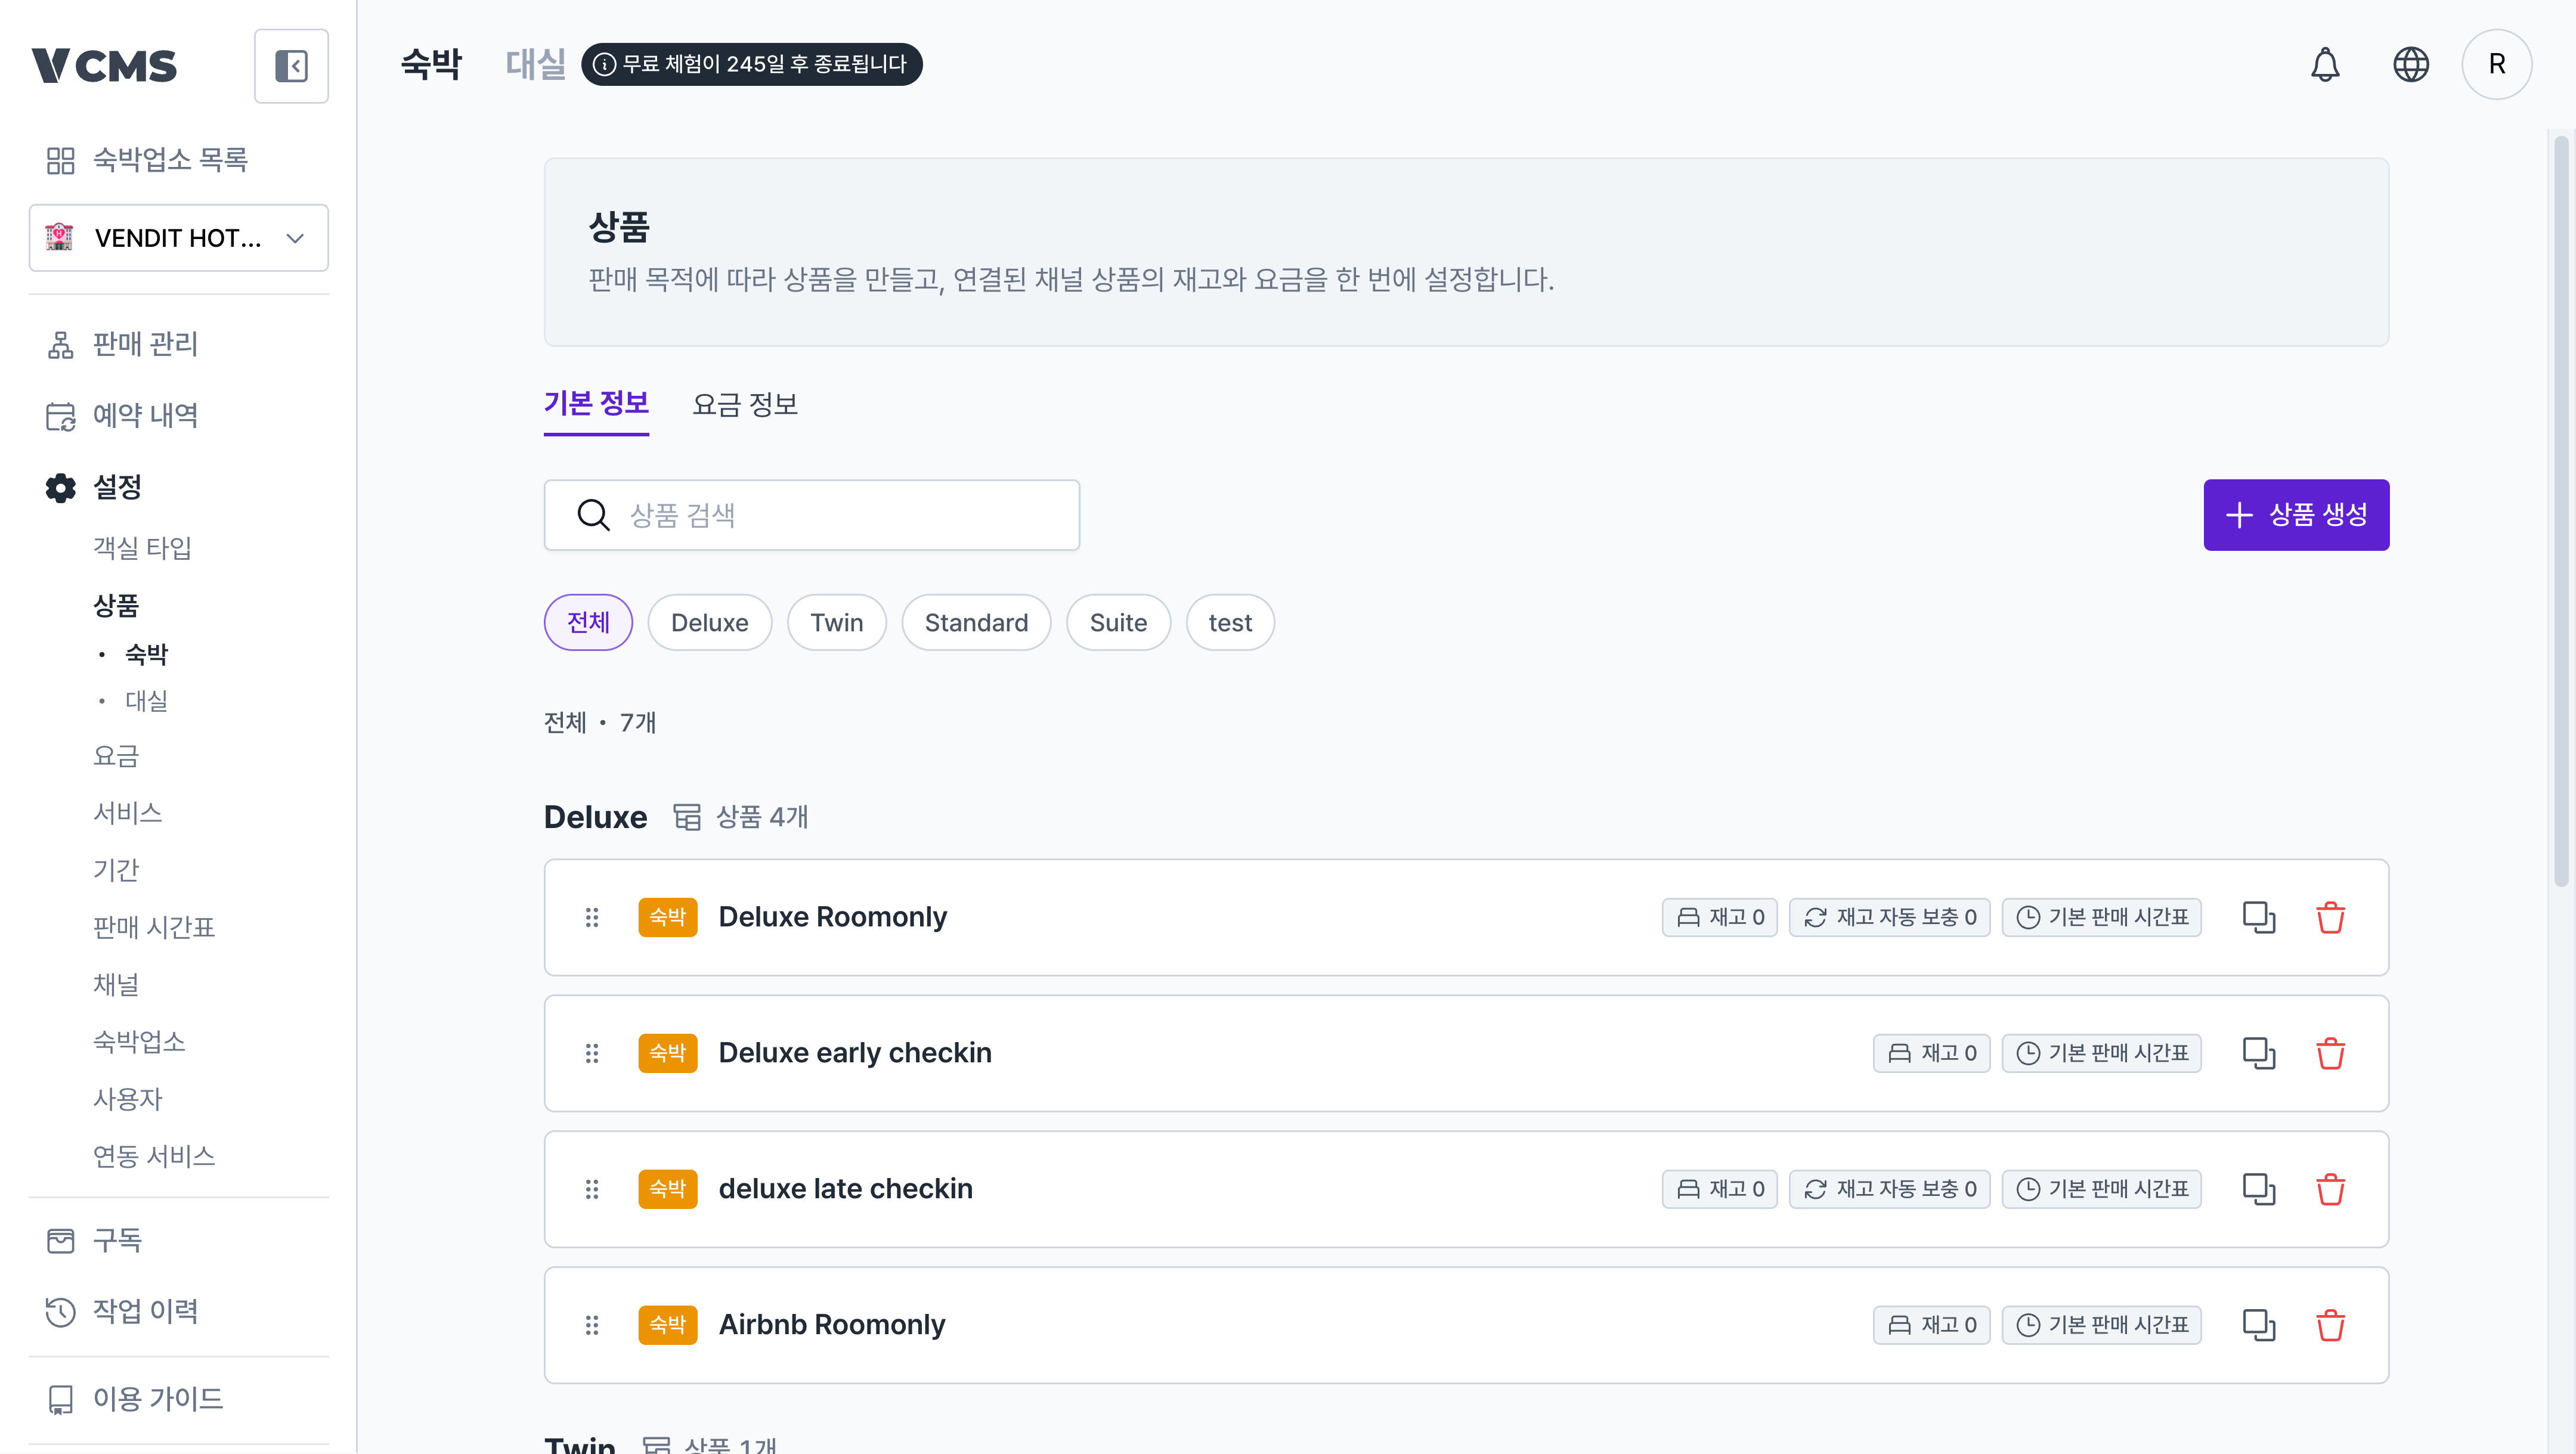 VCMS
숙박업소 목록
VENDIT HOT...
판매 관리
예약 내역
설정
객실 타입
상품
• 숙박
• 대실
요금
서비스
기간
판매 시간표
채널
숙박업소
사용자
연동 서비스
구독
작업 이력
이용 가이드
숙박 대실 무료 체험이 245일 후 종료됩니다
R
상품
판매 목적에 따라 상품을 만들고, 연결된 채널 상품의 재고와 요금을 한 번에 설정합니다.
기본 정보 요금 정보
상품 검색
상품 생성
전체 Deluxe Twin Standard Suite test
전체 • 7개
Deluxe 상품 4개
숙박 Deluxe Roomonly 재고 0 재고 자동 보충 0 기본 판매 시간표
숙박 Deluxe early checkin 재고 0 기본 판매 시간표
숙박 deluxe late checkin 재고 0 재고 자동 보충 0 기본 판매 시간표
숙박 Airbnb Roomonly 재고 0 기본 판매 시간표
Twin 상품 1개